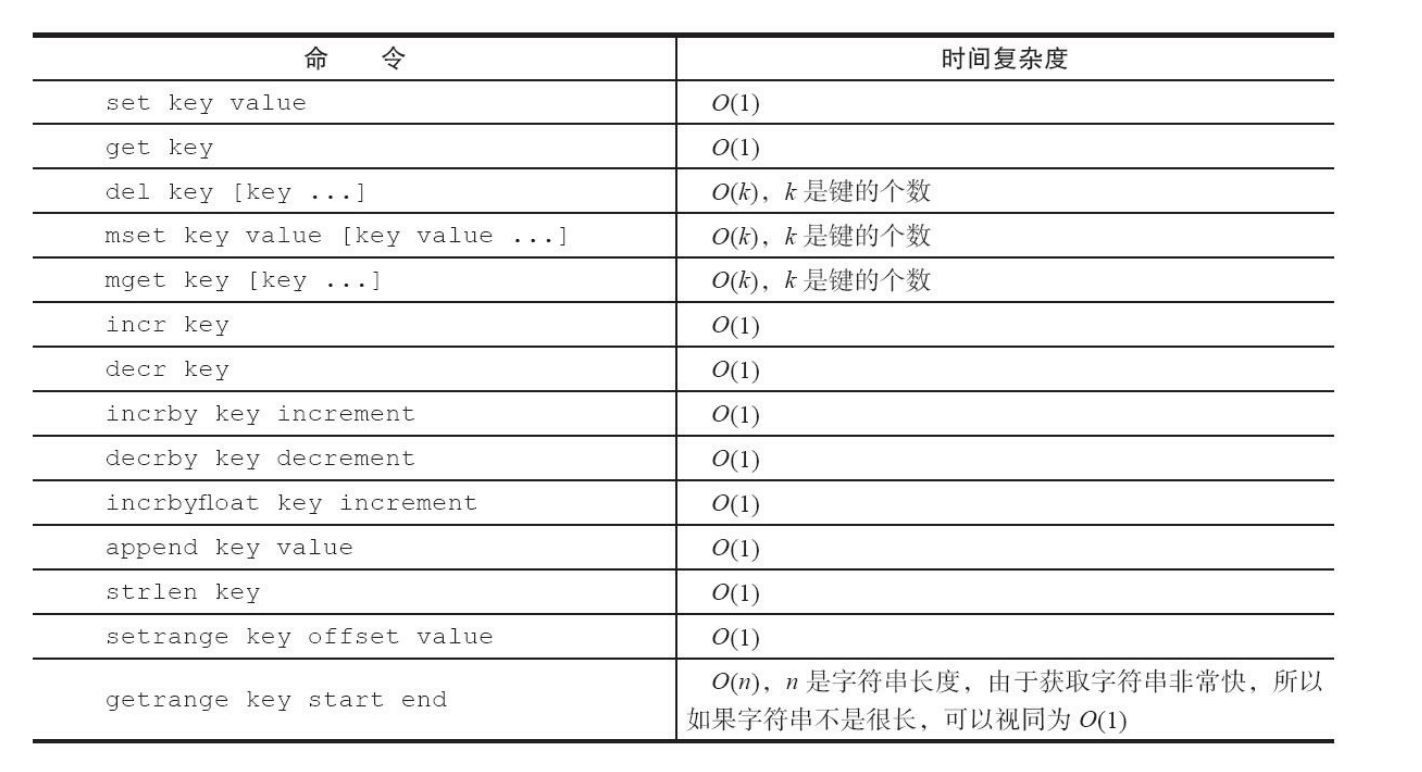 命 令 时间复杂度
set key value O(1)
get key O(1)
del key [key ...] O(k)，k 是键的个数
mset key value [key value ...] O(k)，k 是键的个数
mget key [key ...] O(k)，k 是键的个数
incr key O(1)
decr key O(1)
incrby key increment O(1)
decrby key decrement O(1)
incrbyfloat key increment O(1)
append key value O(1)
strlen key O(1)
setrange key offset value O(1)
getrange key start end O(n)，n 是字符串长度，由于获取字符串非常快，所以
如果字符串不是很长，可以视同为 O(1)